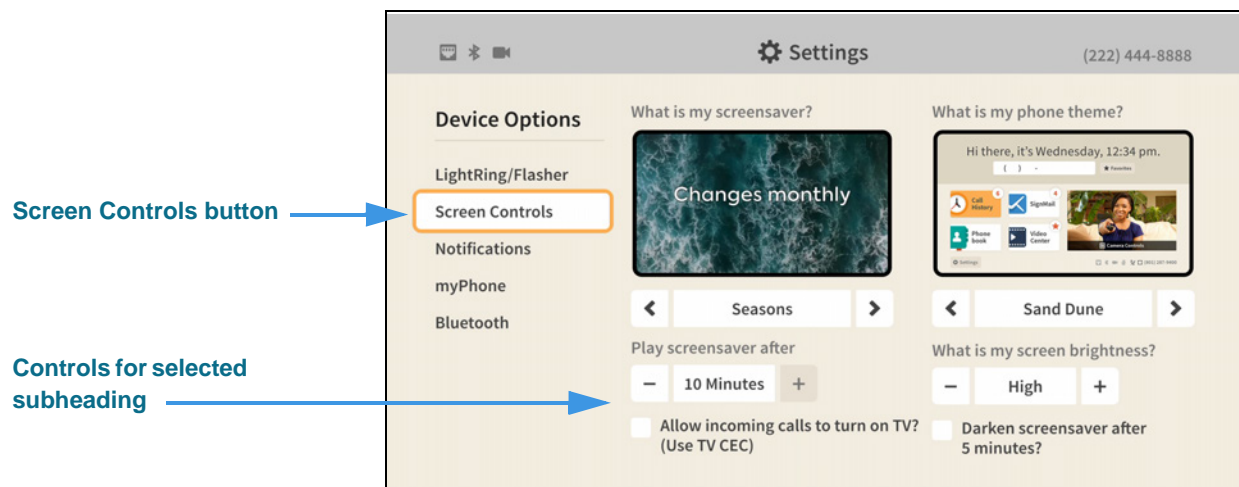 Settings
(222) 444-8888
Device Options
LightRing/Flasher
Screen Controls
Notifications
myPhone
Bluetooth
Screen Controls button
Controls for selected
subheading
What is my screensaver?
Changes monthly
Seasons
Play screensaver after
− 10 Minutes +
Allow incoming calls to turn on TV?
(Use TV CEC)
What is my phone theme?
Hi there, it's Wednesday, 12:34 pm.
( ) -
Favorites
Call
History
6
SignMail
4
Phone
book
Video
Center
Camera Controls
Settings
Sand Dune
What is my screen brightness?
− High +
Darken screensaver after
5 minutes?